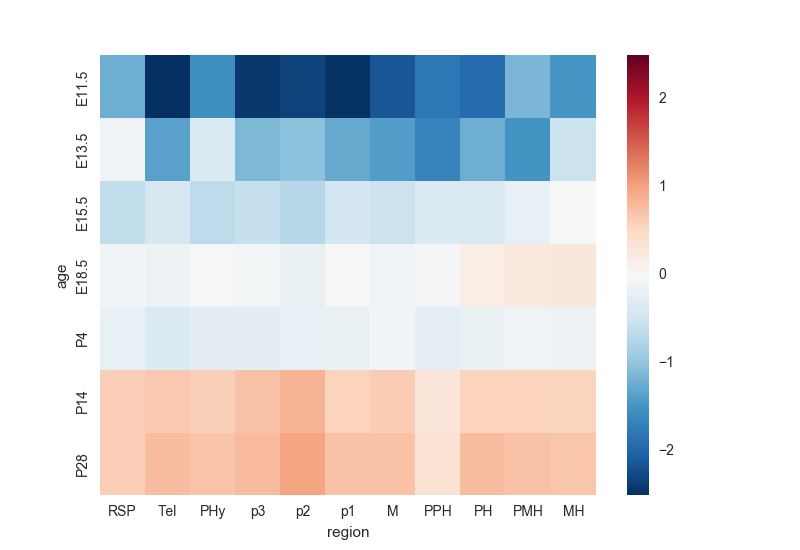 E11.5
E13.5
E15.5
E18.5
P4
P14
P28
age
RSP Tel PHy p3 p2 p1 M PPH PH PMH MH
region
2
1
0
−1
−2